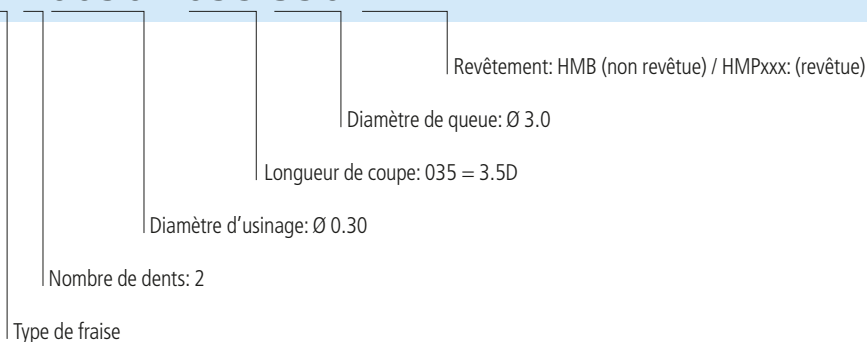 Revêtement: HMB (non revêtue) / HMPxxx: (revêtue)
Diamètre de queue: Ø 3.0
Longueur de coupe: 035 = 3.5D
Diamètre d’usinage: Ø 0.30
Nombre de dents: 2
Type de fraise